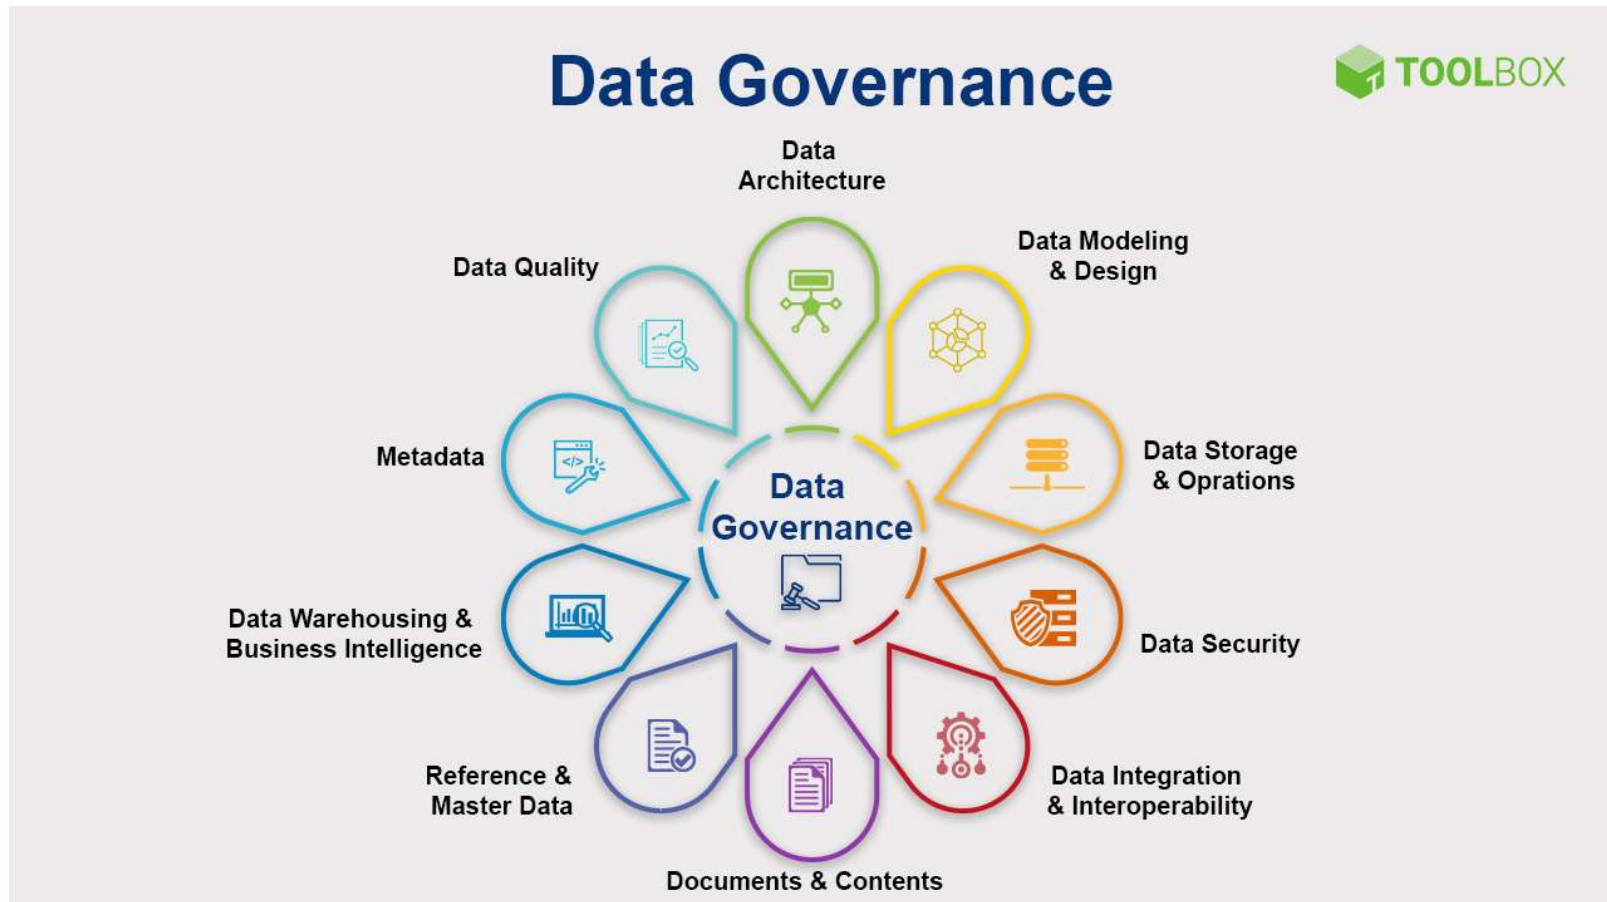 Data Governance
TOOLBOX
Data
Architecture
Data Modeling
& Design
Data Quality
Metadata
Data Storage
& Oprations
</>
Data
Governance
Data Warehousing &
Business Intelligence
Data Security
Reference &
Master Data
Data Integration
& Interoperability
Documents & Contents